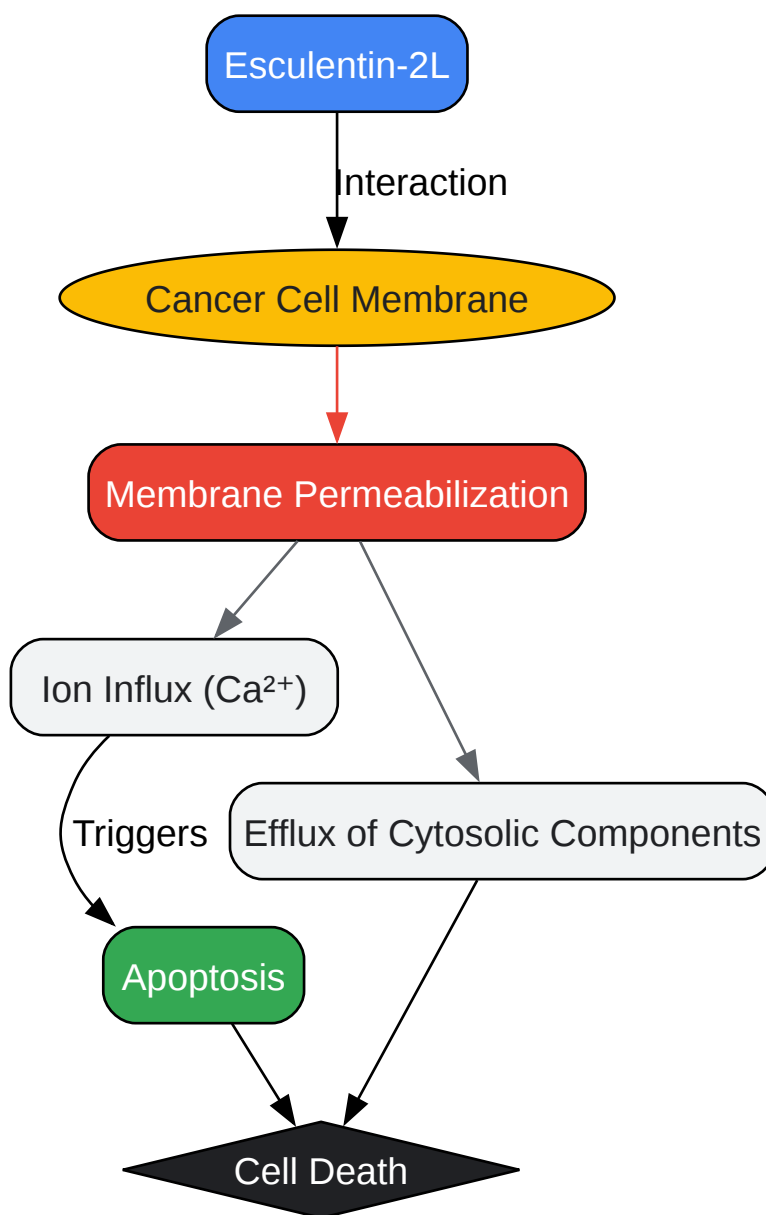 Esculentin-2L
Interaction
Cancer Cell Membrane
Membrane Permeabilization
Ion Influx (Ca²⁺)
Triggers
Efflux of Cytosolic Components
Apoptosis
Cell Death